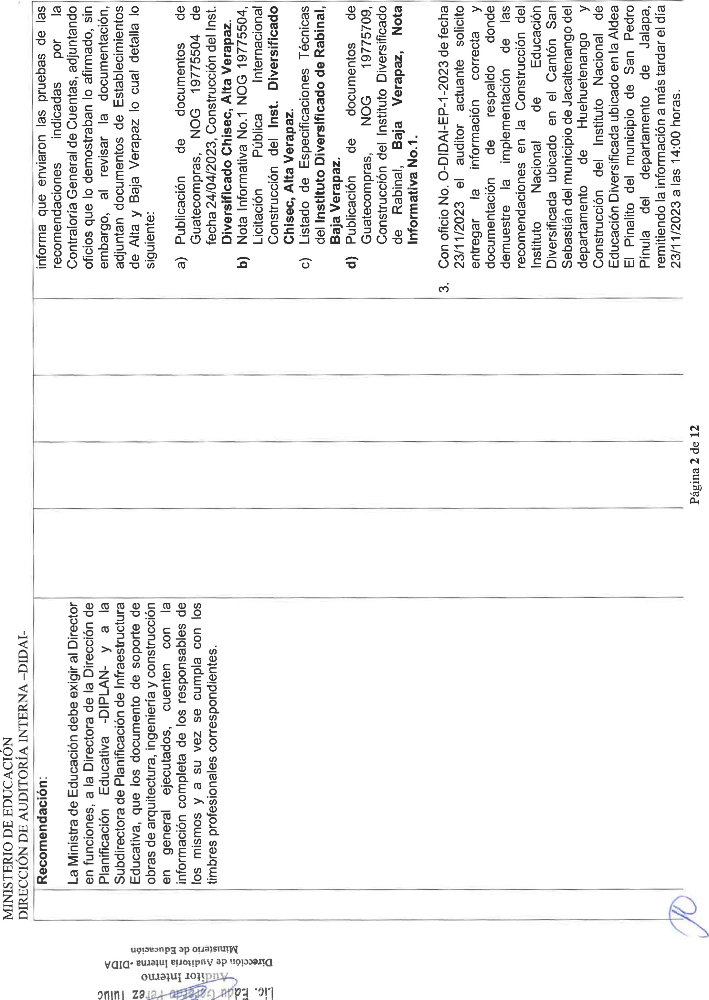 MINISTERIO DE EDUCACIÓN
DIRECCIÓN DE AUDITORÍA INTERNA –DIDAI-
Recomendación:
La Ministra de Educación debe exigir al Director
en funciones, a la Directora de la Dirección de
Planificación Educativa -DIPLAN- y a la
Subdirectora de Planificación de Infraestructura
Educativa, que los documento de soporte de
obras de arquitectura, ingeniería y construcción
en general ejecutados, cuenten con la
información completa de los responsables de
los mismos y a su vez se cumpla con los
timbres profesionales correspondientes.
informa que enviaron las pruebas de las
recomendaciones indicadas por la
Contraloría General de Cuentas, adjuntando
oficios que lo demostraban lo afirmado, sin
embargo, al revisar la documentación,
adjuntan documentos de Establecimientos
de Alta y Baja Verapaz lo cual detalla lo
siguiente:
a) Publicación de documentos de
Guatecompras, NOG 19775504 de
fecha 24/04/2023, Construcción del Inst.
Diversificado Chisec, Alta Verapaz.
b) Nota Informativa No.1 NOG 19775504,
Licitación Pública Internacional
Construcción del Inst. Diversificado
Chisec, Alta Verapaz.
c) Listado de Especificaciones Técnicas
del Instituto Diversificado de Rabinal,
Baja Verapaz.
d) Publicación de documentos de
Guatecompras, NOG 19775709,
Construcción del Instituto Diversificado
de Rabinal, Baja Verapaz, Nota
Informativa No.1.
3. Con oficio No. O-DIDAI-EP-1-2023 de fecha
23/11/2023 el auditor actuante solicito
entregar la información correcta y
documentación de respaldo donde
demuestre la implementación de las
recomendaciones en la Construcción del
Instituto Nacional de Educación
Diversificada ubicado en el Cantón San
Sebastián del municipio de Jacaltenango del
departamento de Huehuetenango y
Construcción del Instituto Nacional de
Educación Diversificada ubicado en la Aldea
El Pinalito del municipio de San Pedro
Pínula del departamento de Jalapa,
remitiendo la información a más tardar el día
23/11/2023 a las 14:00 horas.
Página 2 de 12
Lic. Tuluc
Auditor Interno
Dirección de Auditoria Interna -DIDA
Ministerio de Educación